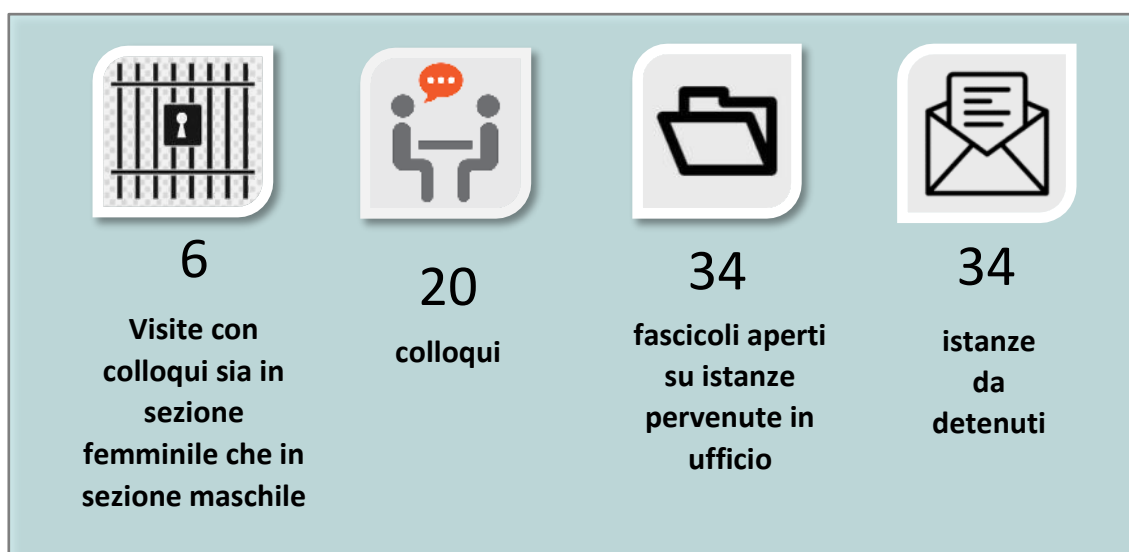 6
Visite con
colloqui sia in
sezione
femminile che in
sezione maschile
20
colloqui
34
fascicoli aperti
su istanze
pervenute in
ufficio
34
istanze
da
detenuti